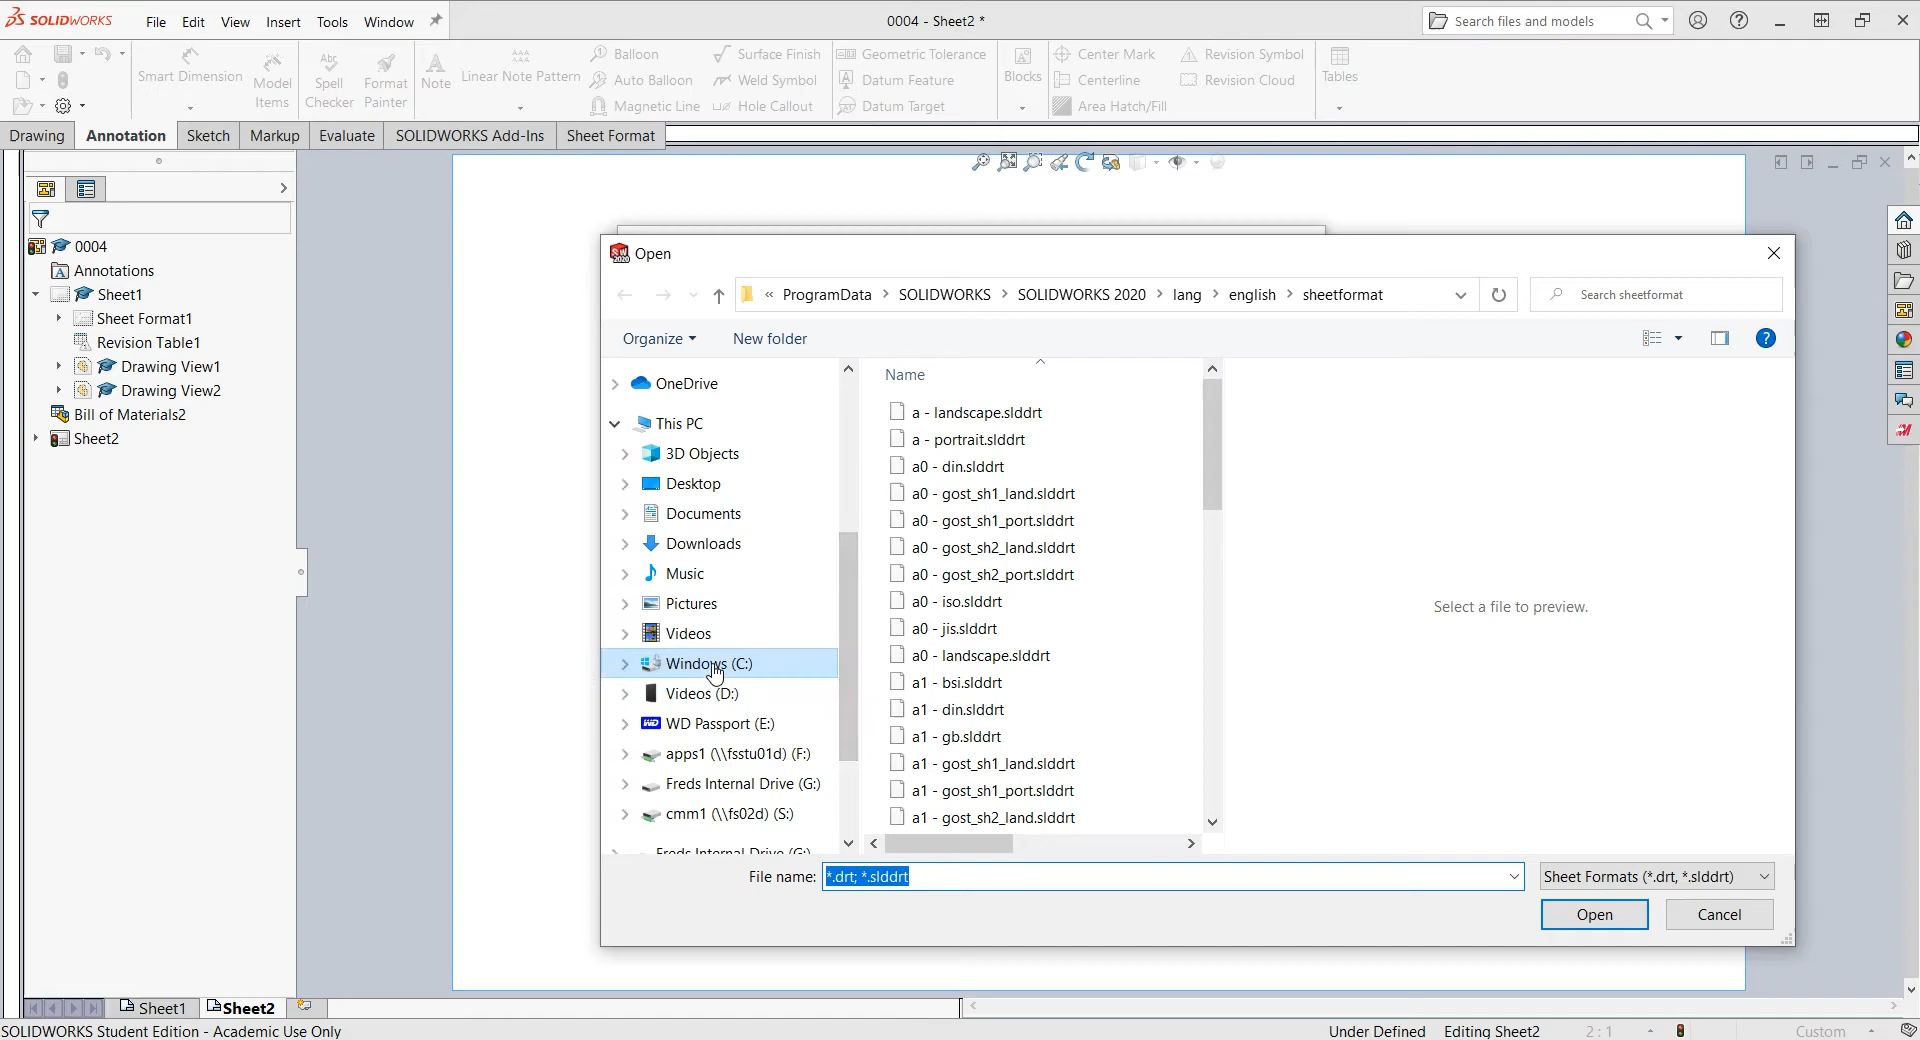 SOLIDWORKS File Edit View Insert Tools Window 0004 - Sheet2 * Search files and models
Smart Dimension Model Items Spell Checker Format Painter Note Linear Note Pattern Balloon Surface Finish Geometric Tolerance Blocks Center Mark Revision Symbol Tables
Auto Balloon Weld Symbol Datum Feature Centerline Revision Cloud
Magnetic Line Hole Callout Datum Target Area Hatch/Fill
Drawing Annotation Sketch Markup Evaluate SOLIDWORKS Add-Ins Sheet Format
0004
Annotations
Sheet1
Sheet Format1
Revision Table1
Drawing View1
Drawing View2
Bill of Materials2
Sheet2
Open
« ProgramData > SOLIDWORKS > SOLIDWORKS 2020 > lang > english > sheetformat Search sheetformat
Organize New folder
OneDrive
This PC
3D Objects
Desktop
Documents
Downloads
Music
Pictures
Videos
Windows (C:)
Videos (D:)
WD Passport (E:)
apps1 (\\fsstu01d) (F:)
Freds Internal Drive (G:)
cmm1 (\\fs02d) (S:)
Freds Internal Drive (G:)
Name
a - landscape.slddrt
a - portrait.slddrt
a0 - din.slddrt
a0 - gost_sh1_land.slddrt
a0 - gost_sh1_port.slddrt
a0 - gost_sh2_land.slddrt
a0 - gost_sh2_port.slddrt
a0 - iso.slddrt
a0 - jis.slddrt
a0 - landscape.slddrt
a1 - bsi.slddrt
a1 - din.slddrt
a1 - gb.slddrt
a1 - gost_sh1_land.slddrt
a1 - gost_sh1_port.slddrt
a1 - gost_sh2_land.slddrt
Select a file to preview.
File name: *.drt; *.slddrt Sheet Formats (*.drt, *.slddrt)
Open Cancel
Sheet1 Sheet2
SOLIDWORKS Student Edition - Academic Use Only Under Defined Editing Sheet2 2 : 1 Custom